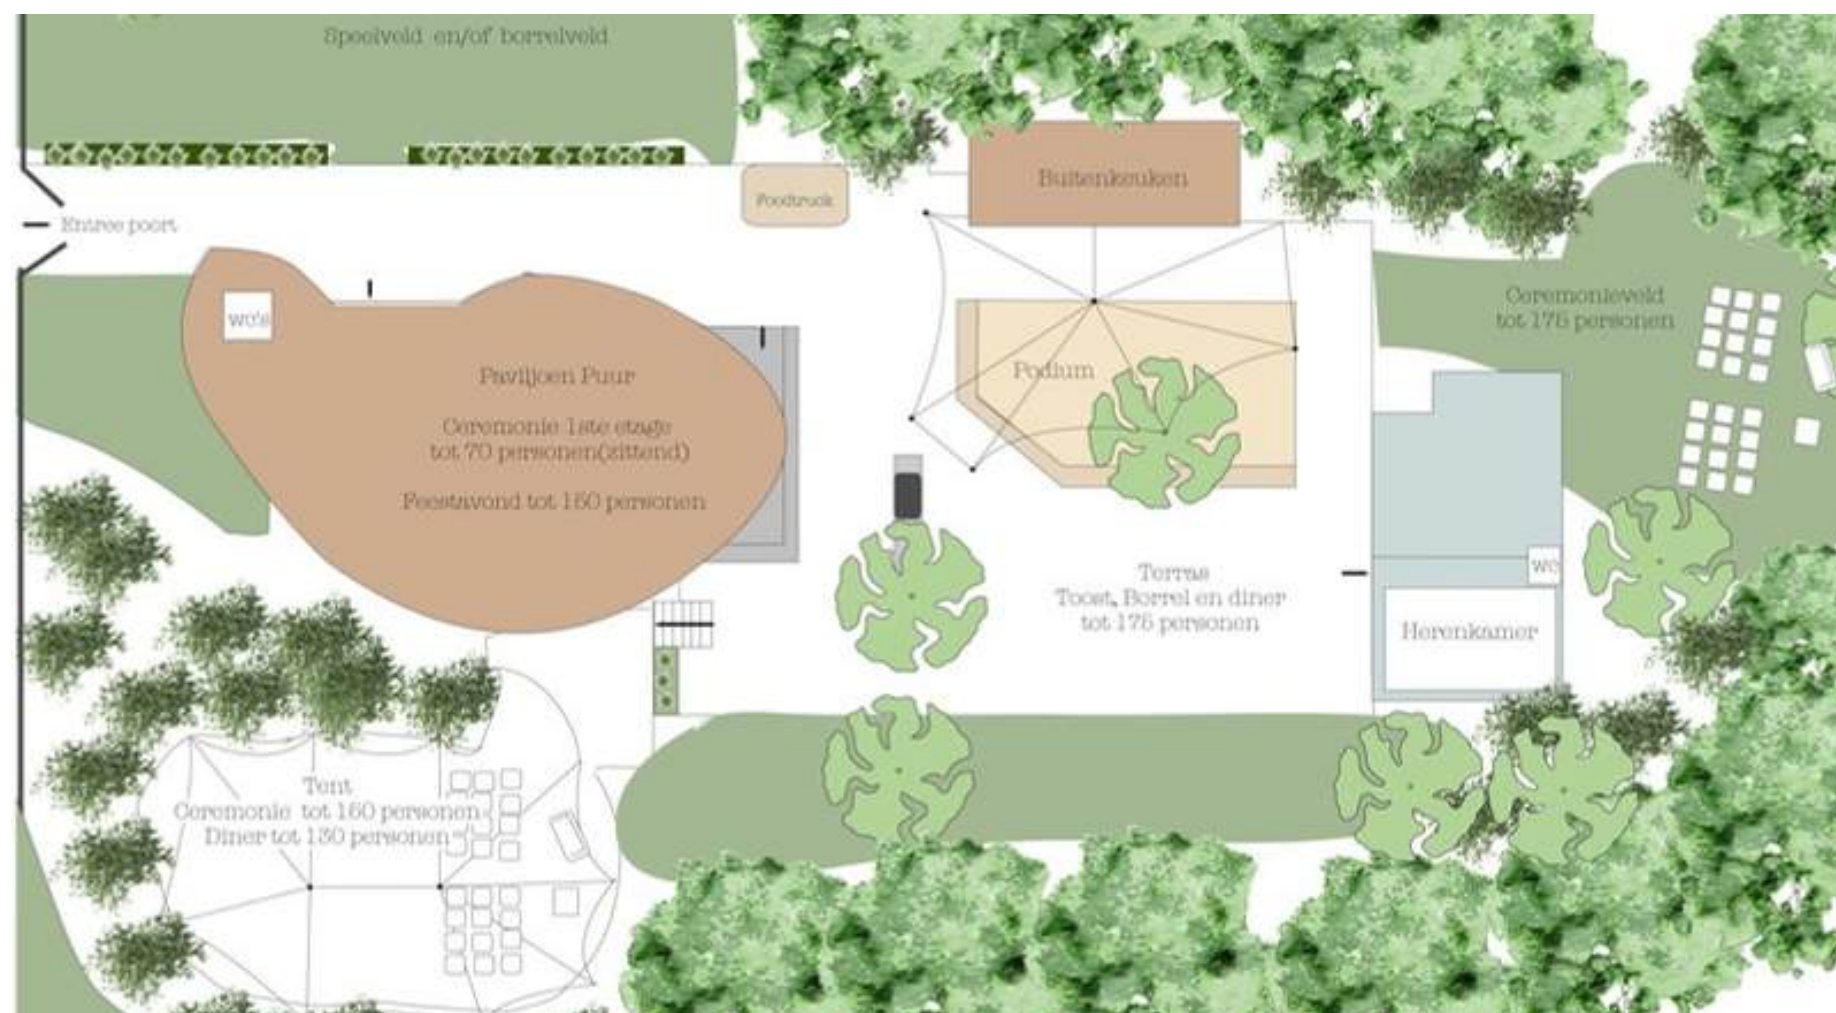 Speelveld en/of borrelveld
Entree poort
Foodtruck
Buitenkeuken
wc's
Paviljoen Puur
Ceremonie 1ste etage
tot 70 personen(zittend)
Feestavond tot 150 personen
Podium
Ceremonieveld
tot 175 personen
Terras
Toost, Borrel en diner
tot 175 personen
wc
Herenkamer
Tent
Ceremonie tot 150 personen
Diner tot 130 personen